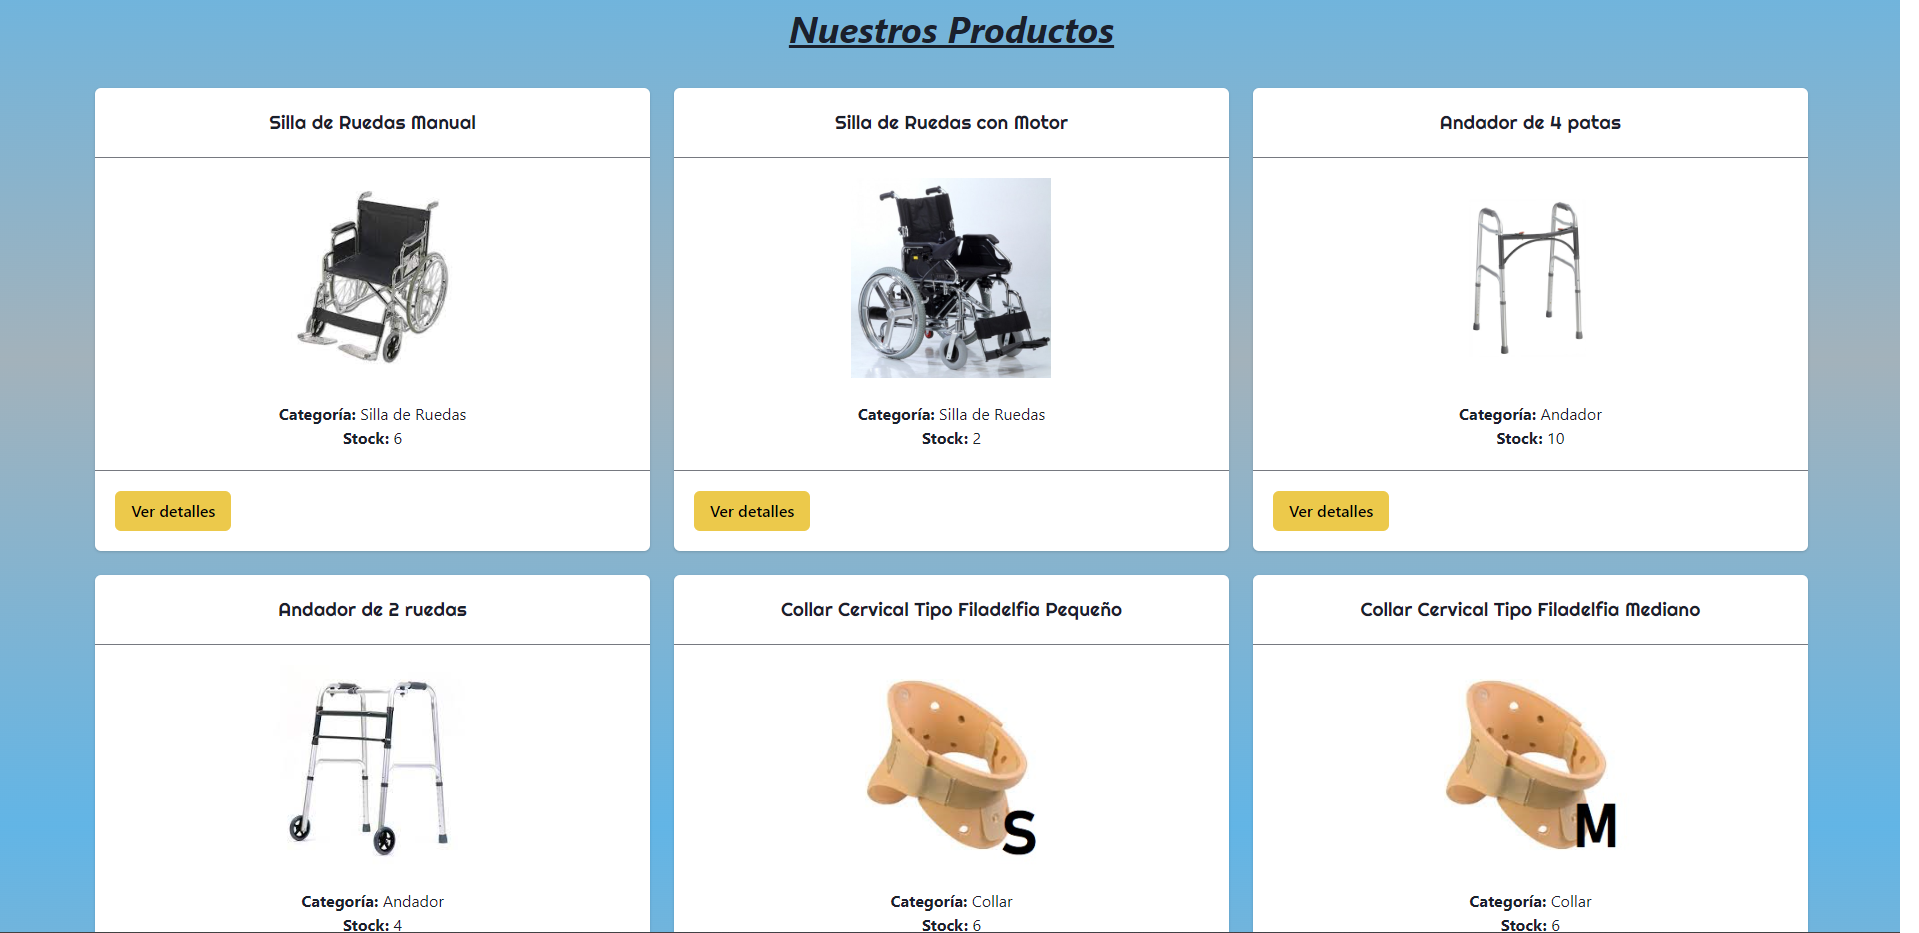 Nuestros Productos
Silla de Ruedas Manual
Categoría: Silla de Ruedas
Stock: 6
Ver detalles
Silla de Ruedas con Motor
Categoría: Silla de Ruedas
Stock: 2
Ver detalles
Andador de 4 patas
Categoría: Andador
Stock: 10
Ver detalles
Andador de 2 ruedas
Categoría: Andador
Stock: 4
Collar Cervical Tipo Filadelfia Pequeño
S
Categoría: Collar
Stock: 6
Collar Cervical Tipo Filadelfia Mediano
M
Categoría: Collar
Stock: 6